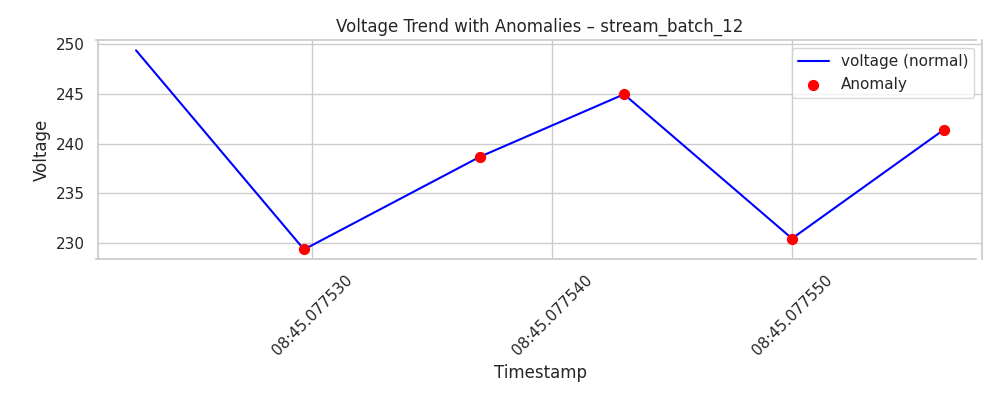 Voltage Trend with Anomalies – stream_batch_12
voltage (normal)
Anomaly
Voltage
250
245
240
235
230
08:45.077530
08:45.077540
08:45.077550
Timestamp